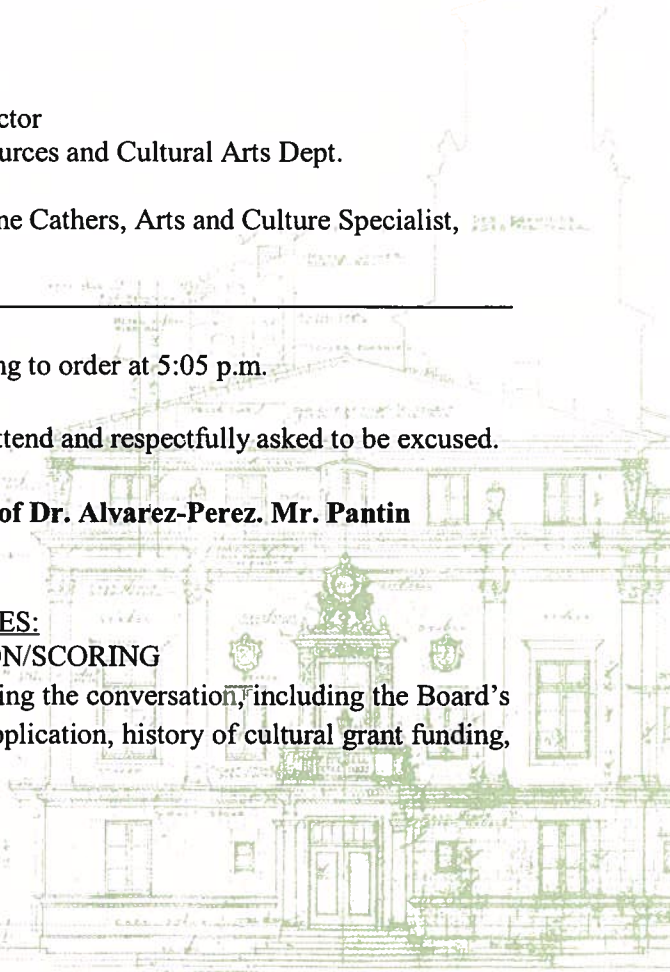 ctor
urces and Cultural Arts Dept.
ne Cathers, Arts and Culture Specialist,
ng to order at 5:05 p.m.
ttend and respectfully asked to be excused.
of Dr. Alvarez-Perez. Mr. Pantin
ES:
ON/SCORING
ing the conversation, including the Board's
pplication, history of cultural grant funding,